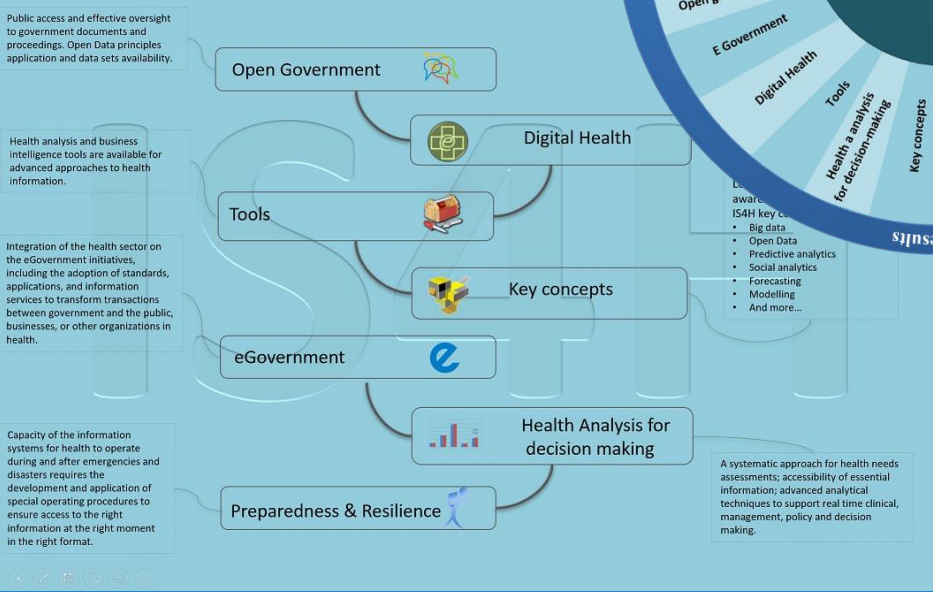 Public access and effective oversight
to government documents and
proceedings. Open Data principles
application and data sets availability.
Open Government
Digital Health
Health analysis and business
intelligence tools are available for
advanced approaches to health
information.
Tools
Integration of the health sector on
the eGovernment initiatives,
including the adoption of standards,
applications, and information
services to transform transactions
between government and the public,
businesses, or other organizations in
health.
Key concepts
eGovernment
Health Analysis for
decision making
Capacity of the information
systems for health to operate
during and after emergencies and
disasters requires the
development and application of
special operating procedures to
ensure access to the right
information at the right moment
in the right format.
Preparedness & Resilience
IS4H key
• Big data
• Open Data
• Predictive analytics
• Social analytics
• Forecasting
• Modelling
• And more...
A systematic approach for health needs
assessments; accessibility of essential
information; advanced analytical
techniques to support real time clinical,
management, policy and decision
making.
E Government
Digital Health
Tools
Health a analysis
for decision-making
Key concepts
IS4H